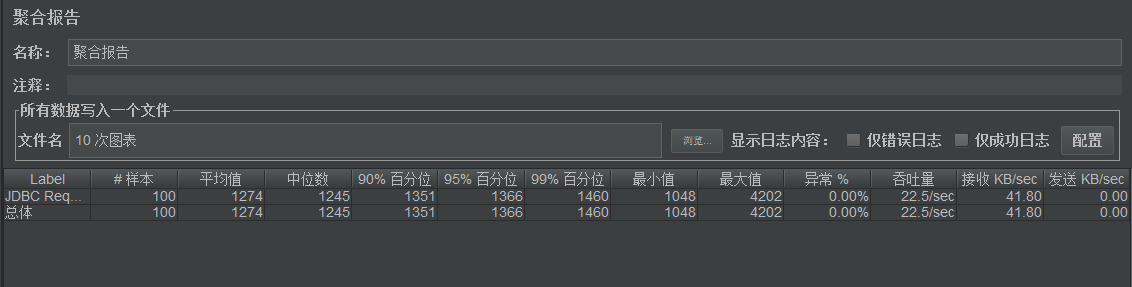 聚合报告
名称： 聚合报告
注释：
所有数据写入一个文件
文件名 10 次图表 浏览... 显示日志内容： 仅错误日志 仅成功日志 配置
Label # 样本 平均值 中位数 90% 百分位 95% 百分位 99% 百分位 最小值 最大值 异常 % 吞吐量 接收 KB/sec 发送 KB/sec
JDBC Req... 100 1274 1245 1351 1366 1460 1048 4202 0.00% 22.5/sec 41.80 0.00
总体 100 1274 1245 1351 1366 1460 1048 4202 0.00% 22.5/sec 41.80 0.00